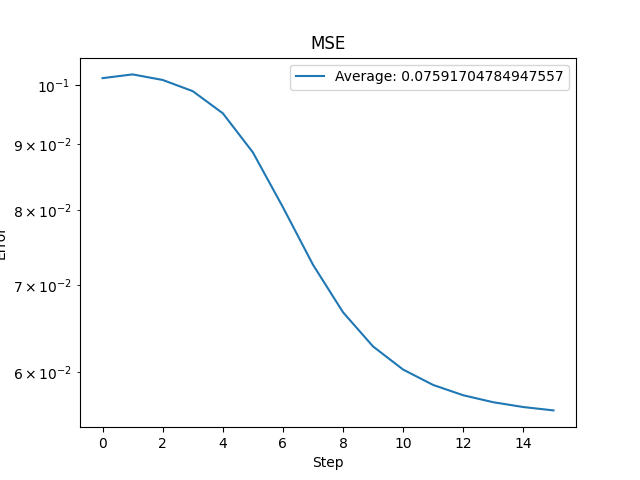 MSE
Average: 0.07591704784947557
10⁻¹
9 × 10⁻²
8 × 10⁻²
7 × 10⁻²
6 × 10⁻²
Error
0 2 4 6 8 10 12 14
Step